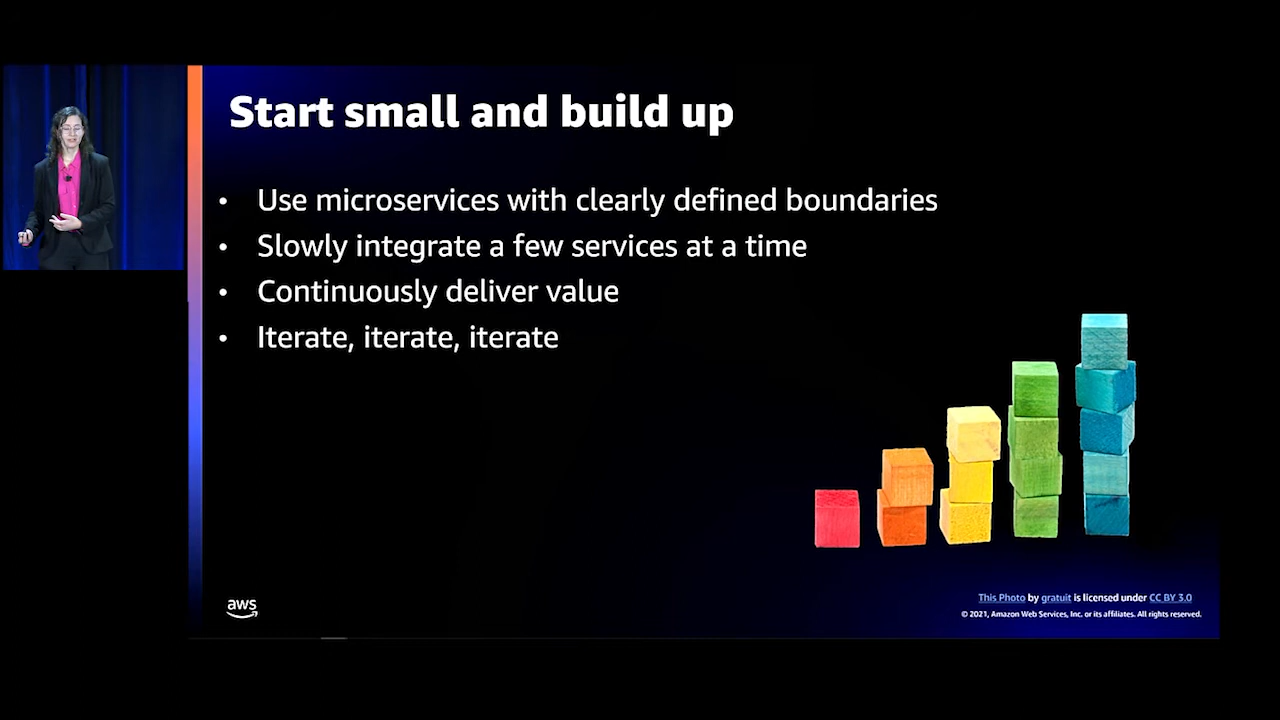 Start small and build up
• Use microservices with clearly defined boundaries
• Slowly integrate a few services at a time
• Continuously deliver value
• Iterate, iterate, iterate
aws
This Photo by gratuit is licensed under CC BY 3.0
© 2021, Amazon Web Services, Inc. or its affiliates. All rights reserved.